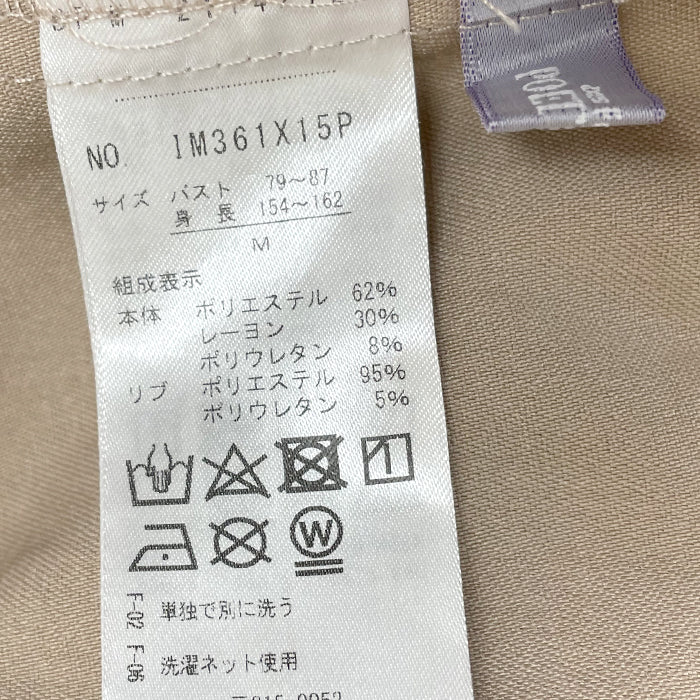 NO. IM361X15P
サイズ バスト 79~87
身 長 154~162
M
組成表示
本体 ポリエステル 62%
レーヨン 30%
ポリウレタン 8%
リブ ポリエステル 95%
ポリウレタン 5%
W
F-02 単独で別に洗う
F-06 洗濯ネット使用
des